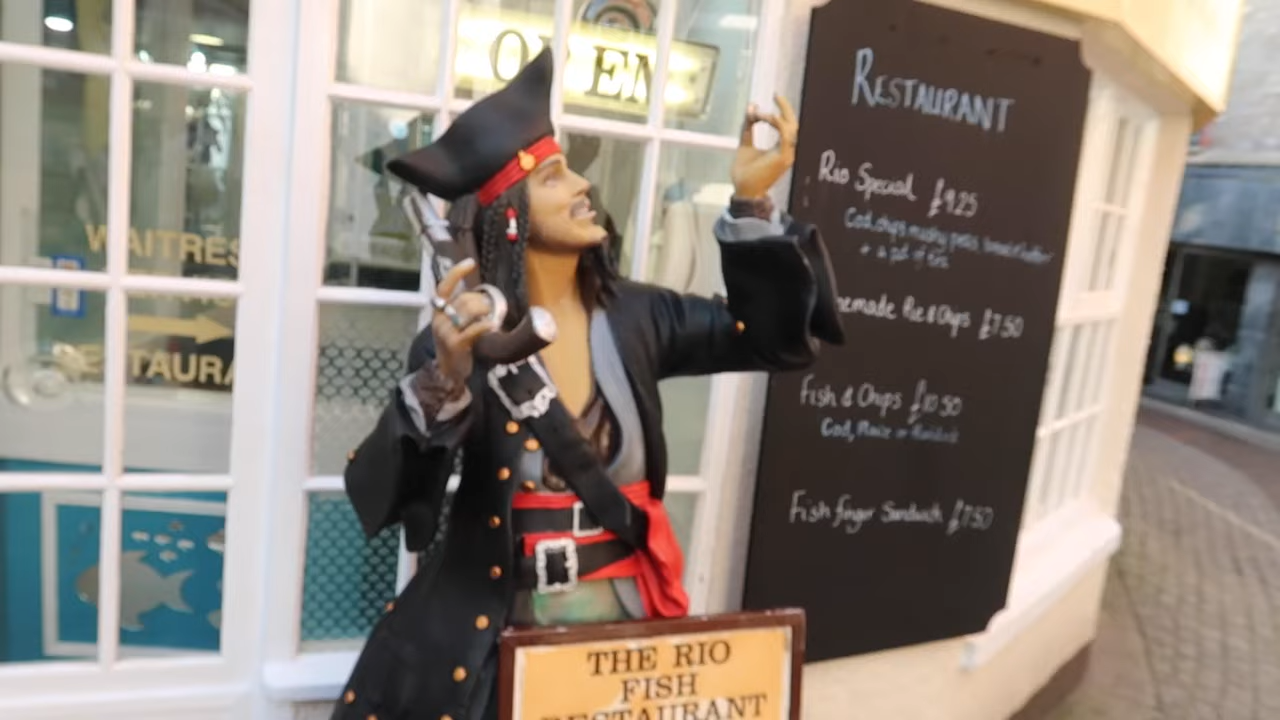 OPEN
RESTAURANT
Rio Special £9.25
Cod, chips mushy peas, bread & butter
+ a pot of tea
emade Pie & Chips £7.50
Fish & Chips £10.50
Cod, Plaice or Haddock
Fish finger Sandwich £7.50
WAITRES
RESTAURA
THE RIO
FISH
RESTAURANT